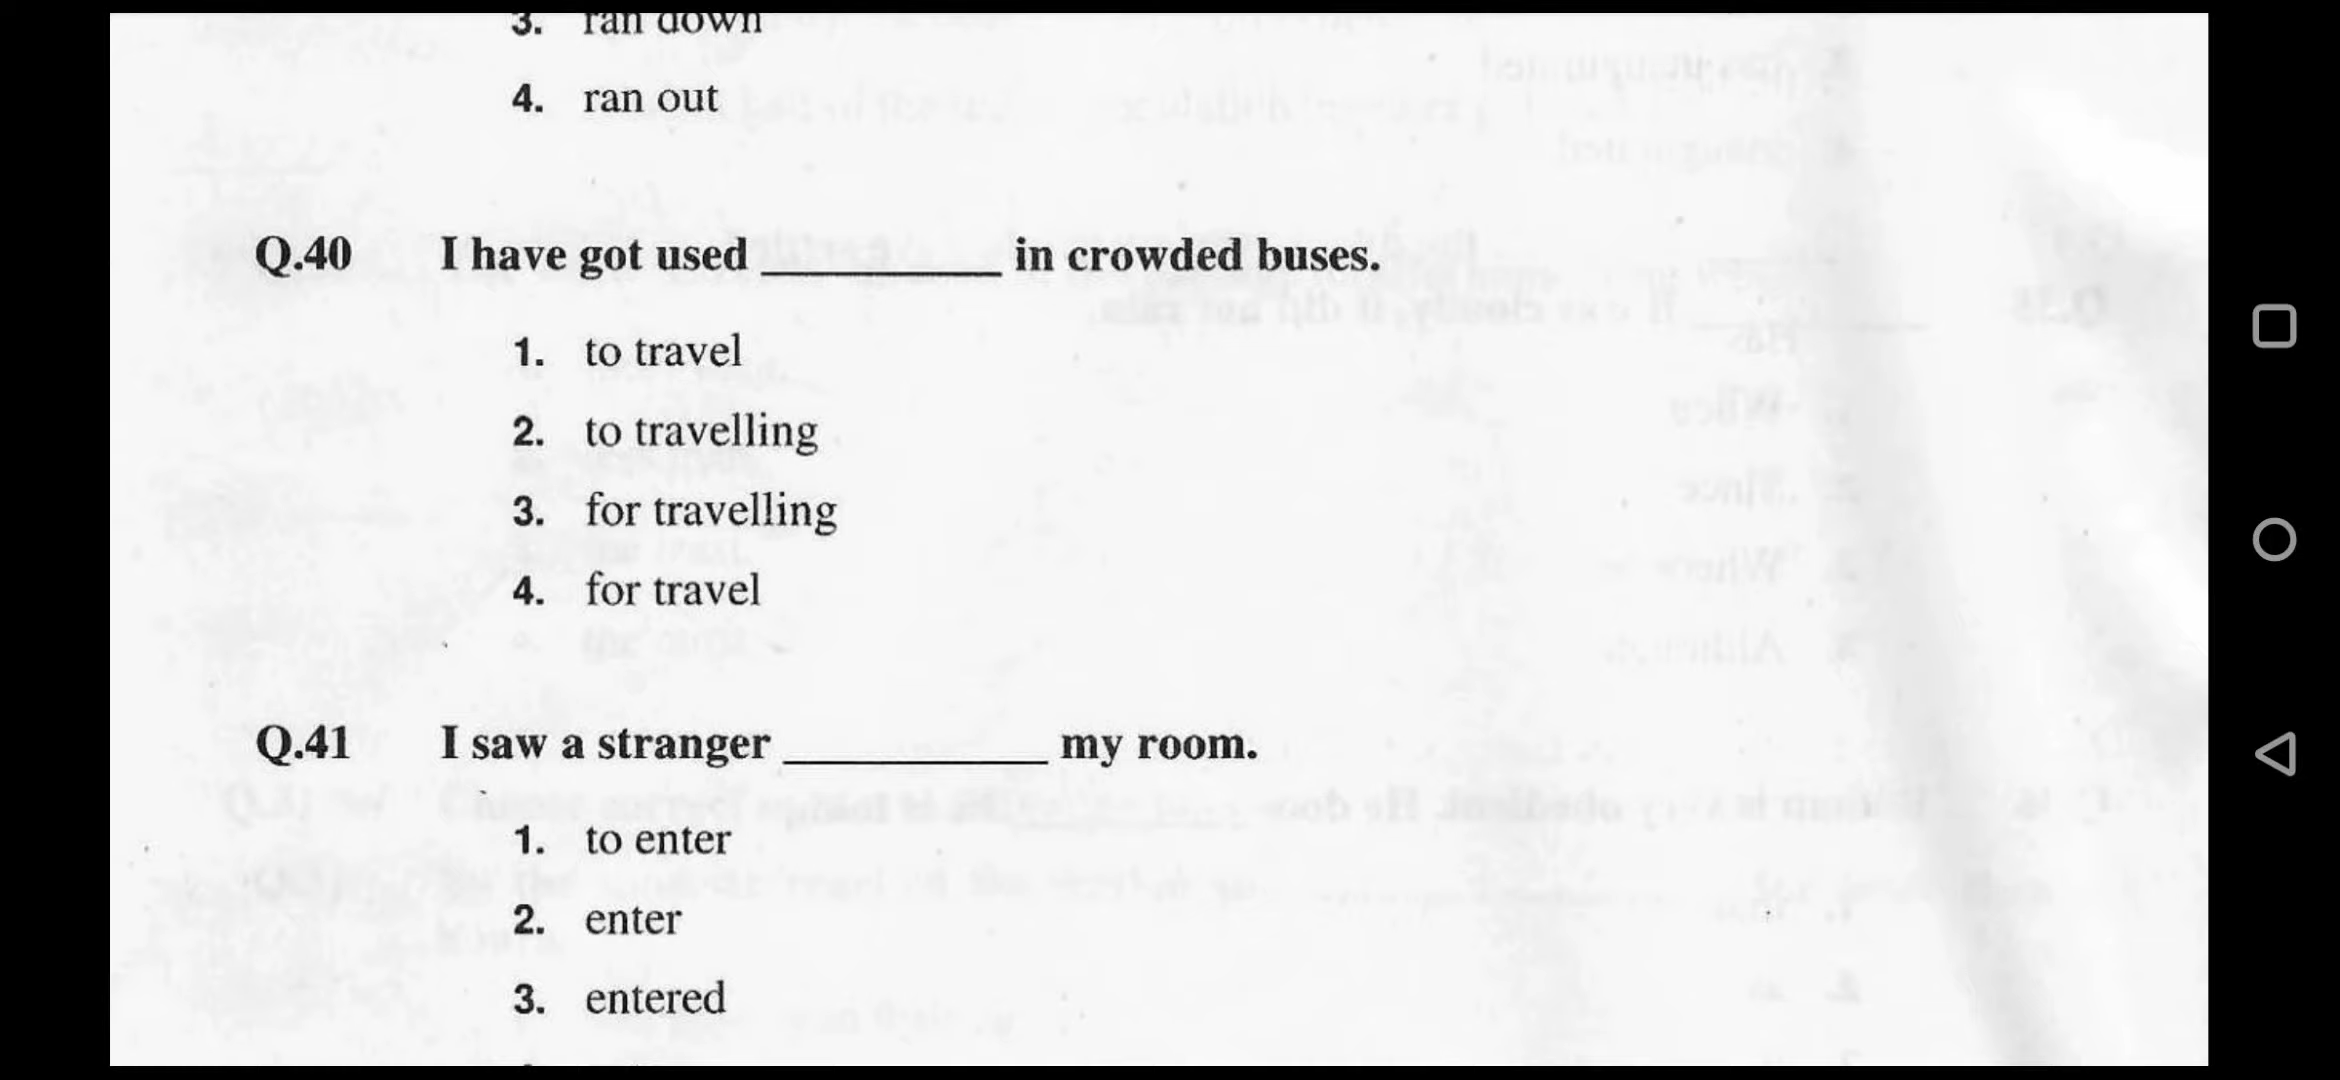 3. ran down
4. ran out
Q.40 I have got used __________ in crowded buses.
1. to travel
2. to travelling
3. for travelling
4. for travel
Q.41 I saw a stranger ___________ my room.
1. to enter
2. enter
3. entered